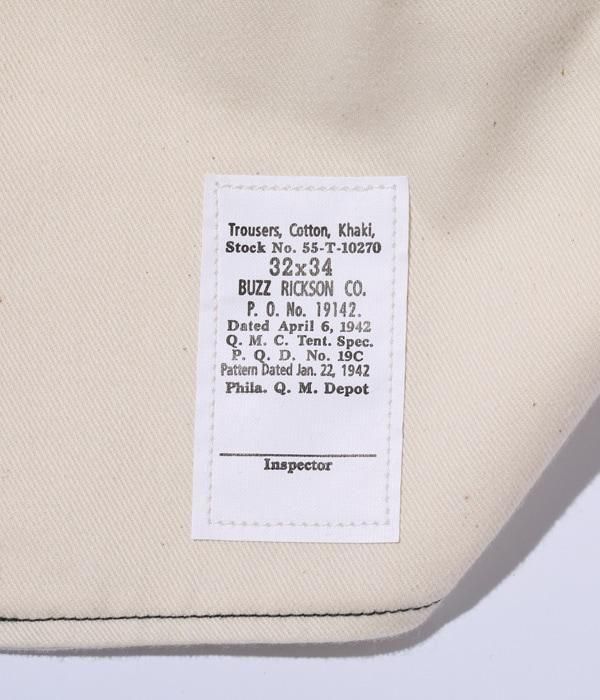 Trousers, Cotton, Khaki,
Stock No. 55-T-10270
32x34
BUZZ RICKSON CO.
P. O. No. 19142.
Dated April 6, 1942
Q. M. C. Tent. Spec.
P. Q. D. No. 19C
Pattern Dated Jan. 22, 1942
Phila. Q. M. Depot
Inspector